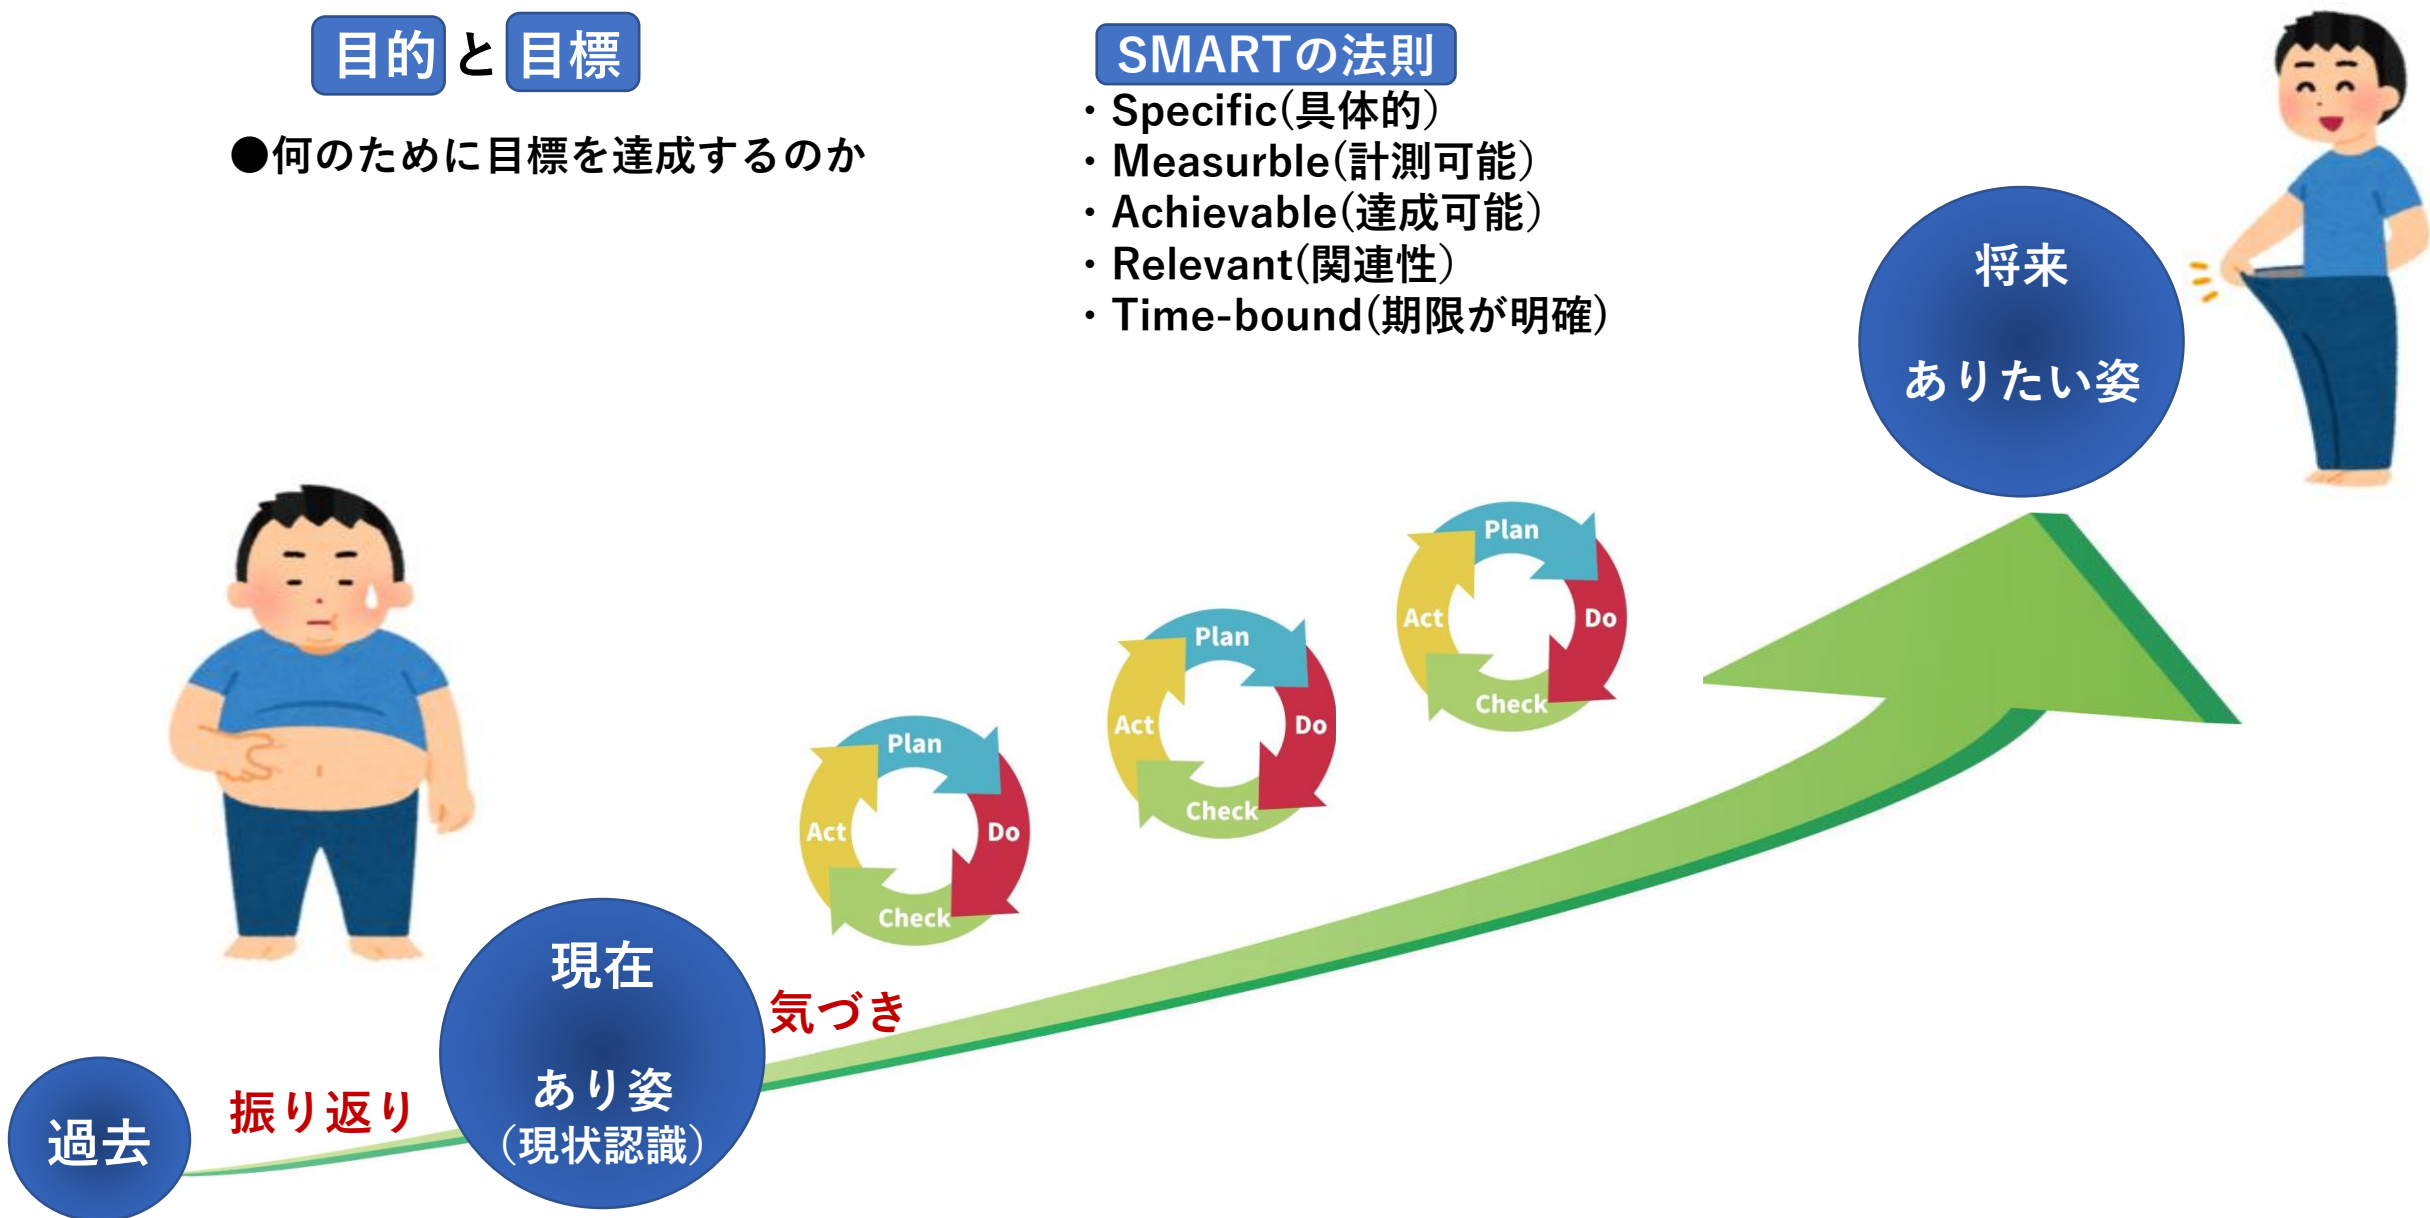 目的と目標
●何のために目標を達成するのか
SMARTの法則
・Specific(具体的)
・Measurble(計測可能)
・Achievable(達成可能)
・Relevant(関連性)
・Time-bound(期限が明確)
将来
ありたい姿
Plan
Do
Check
Act
Plan
Do
Check
Act
Plan
Do
Check
Act
現在
あり姿
(現状認識)
気づき
振り返り
過去